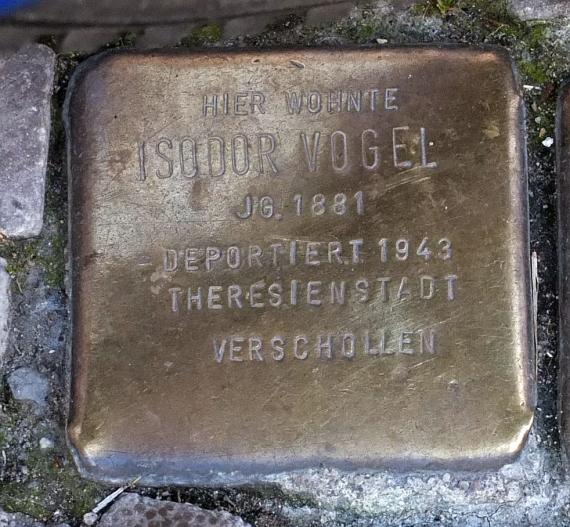 HIER WOHNTE
ISODOR VOGEL
JG. 1881
DEPORTIERT 1943
THERESIENSTADT
VERSCHOLLEN